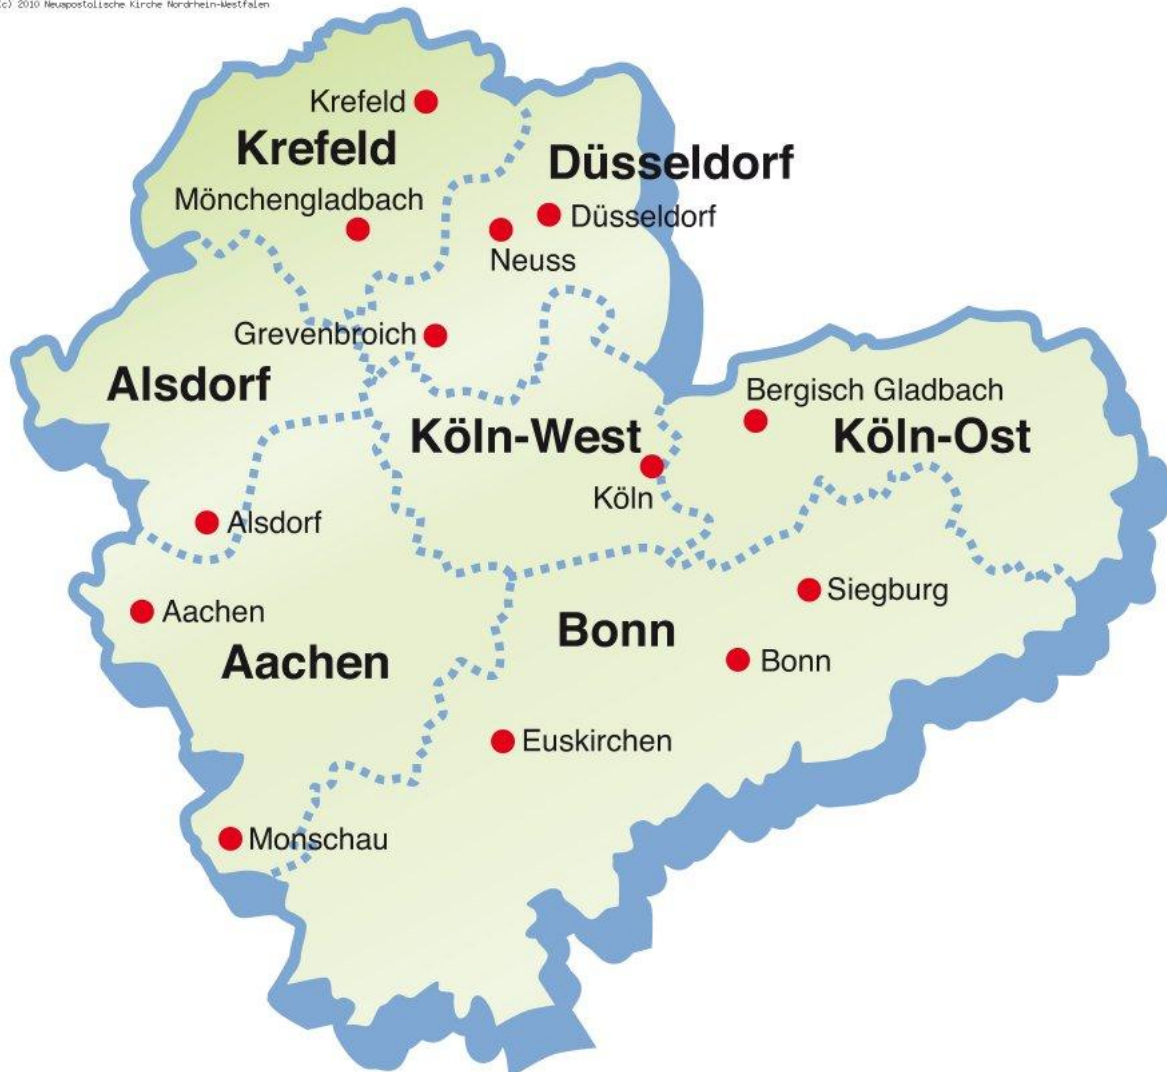 (c) 2010 Neuapostolische Kirche Nordrhein-Westfalen
Krefeld
Krefeld
Düsseldorf
Mönchengladbach
Düsseldorf
Neuss
Grevenbroich
Alsdorf
Bergisch Gladbach
Köln-West
Köln-Ost
Köln
Alsdorf
Siegburg
Aachen
Bonn
Aachen
Bonn
Euskirchen
Monschau